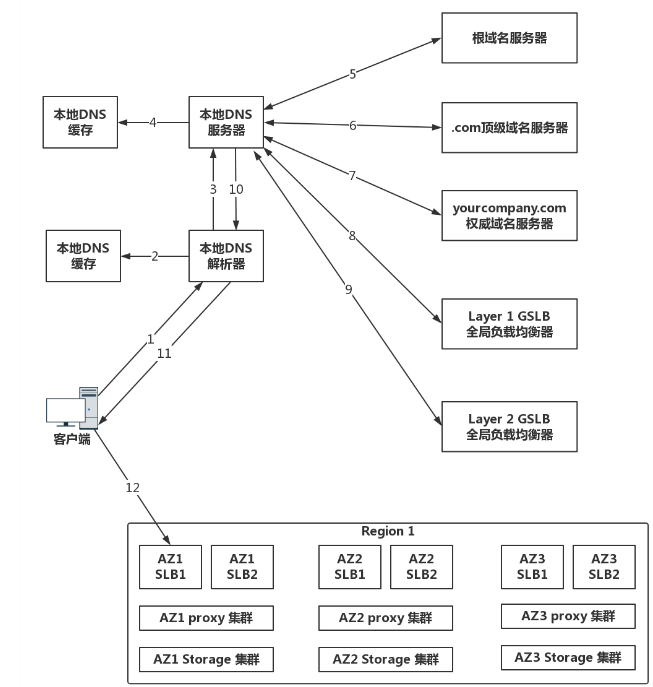 根域名服务器
5
本地DNS
缓存
4
本地DNS
服务器
6
.com顶级域名服务器
3
10
7
yourcompany.com
权威域名服务器
本地DNS
缓存
2
本地DNS
解析器
8
9
Layer 1 GSLB
全局负载均衡器
1
11
客户端
Layer 2 GSLB
全局负载均衡器
12
Region 1
AZ1
SLB1
AZ1
SLB2
AZ2
SLB1
AZ2
SLB2
AZ3
SLB1
AZ3
SLB2
AZ1 proxy 集群
AZ2 proxy 集群
AZ3 proxy 集群
AZ1 Storage 集群
AZ2 Storage 集群
AZ3 Storage 集群